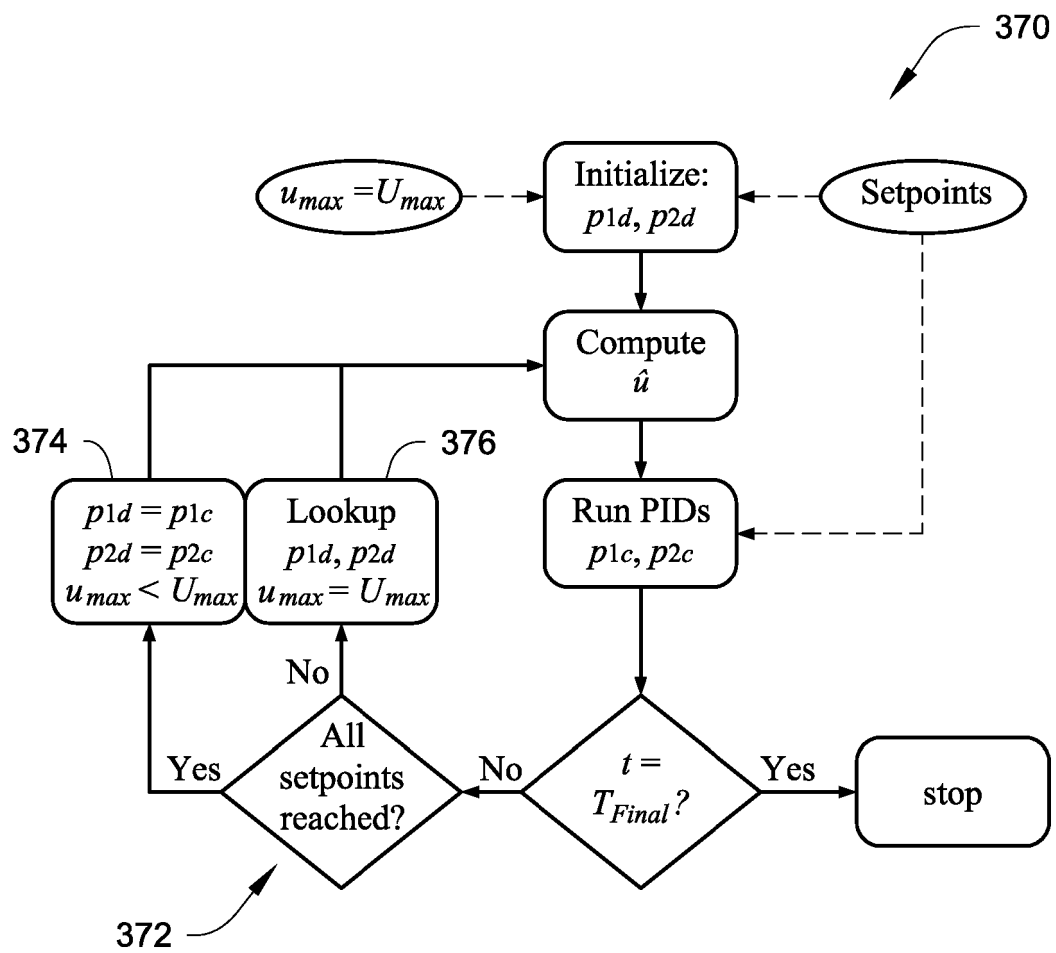 370
u_max = U_max
Initialize:
p1d, p2d
Setpoints
Compute
û
374
376
p1d = p1c
p2d = p2c
u_max < U_max
Lookup
p1d, p2d
u_max = U_max
Run PIDs
p1c, p2c
No
Yes
All
setpoints
reached?
No
t =
T_Final?
Yes
stop
372